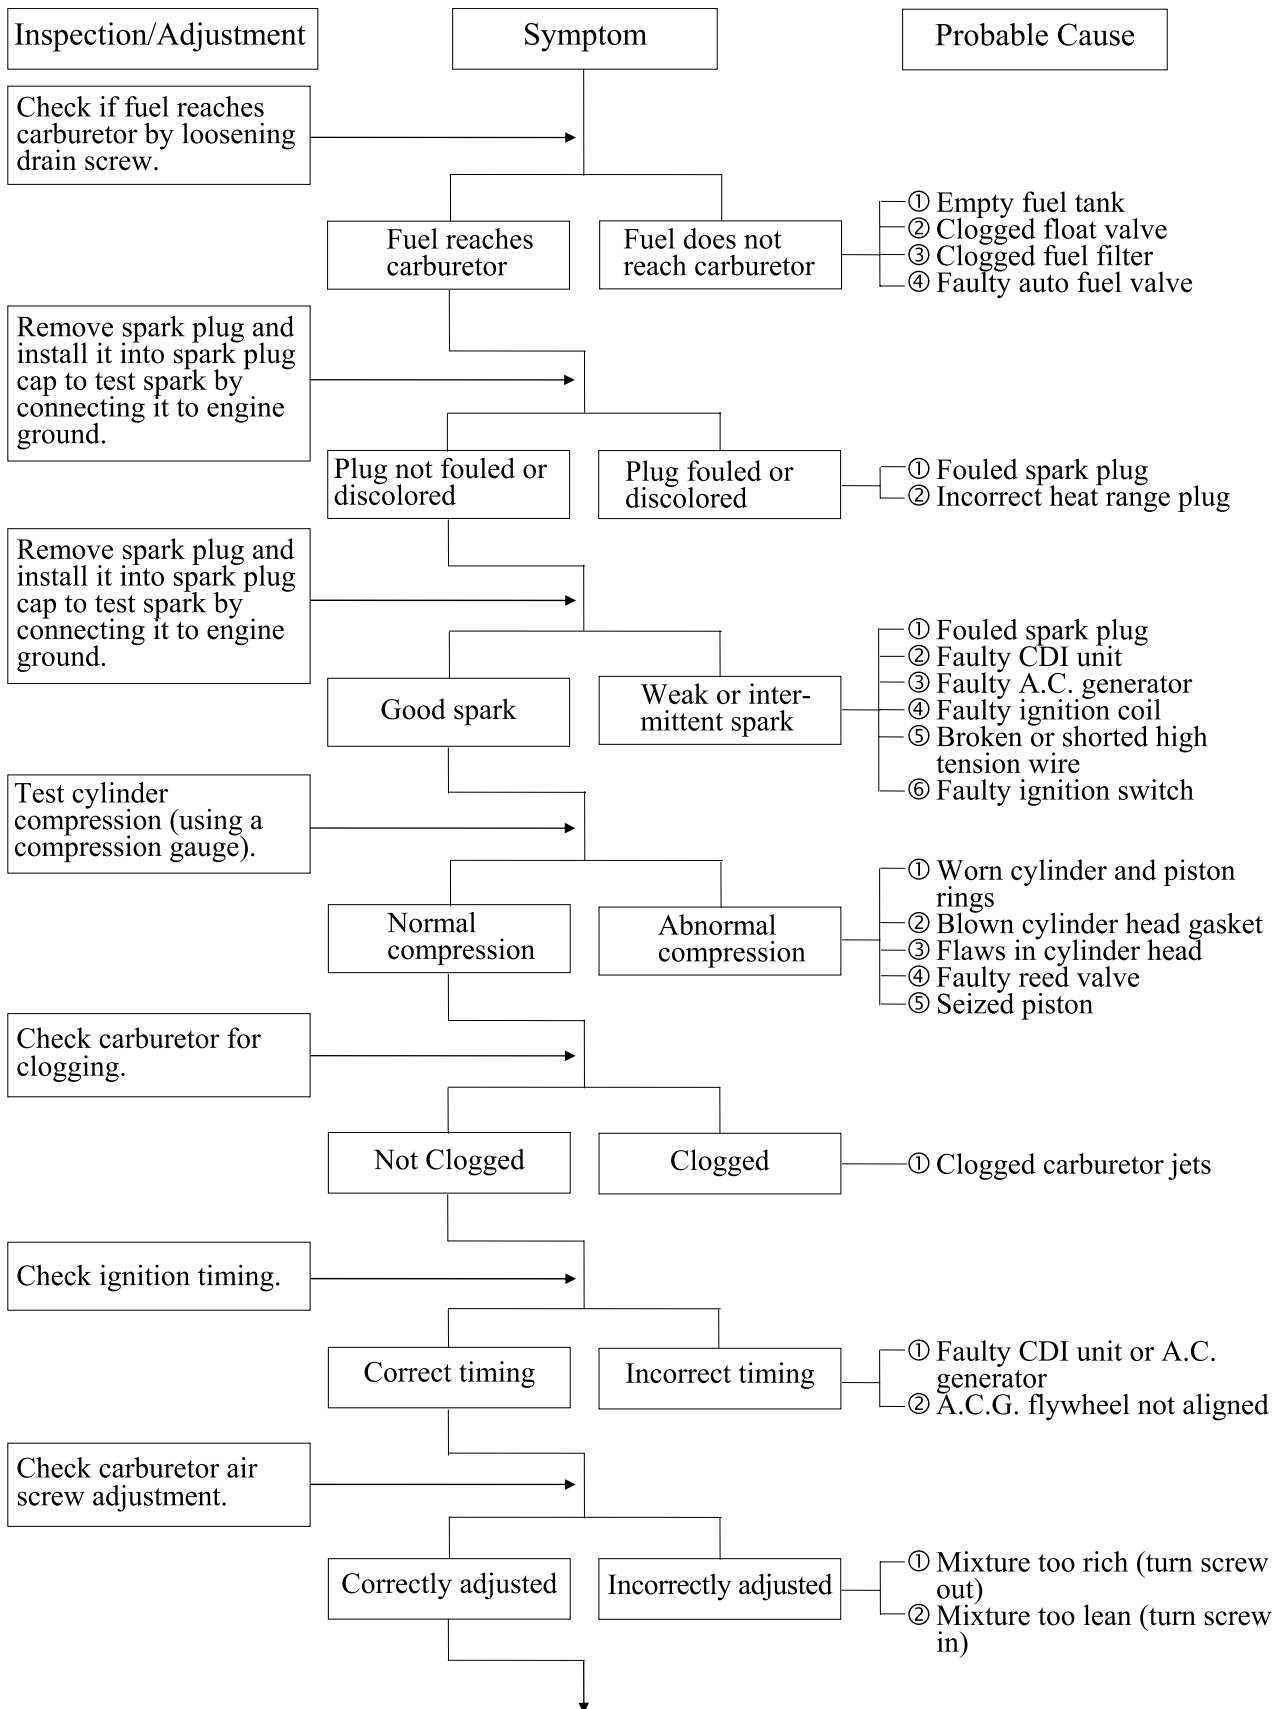 Inspection/Adjustment
Symptom
Probable Cause
Check if fuel reaches
carburetor by loosening
drain screw.
Fuel reaches
carburetor
Fuel does not
reach carburetor
① Empty fuel tank
② Clogged float valve
③ Clogged fuel filter
④ Faulty auto fuel valve
Remove spark plug and
install it into spark plug
cap to test spark by
connecting it to engine
ground.
Plug not fouled or
discolored
Plug fouled or
discolored
① Fouled spark plug
② Incorrect heat range plug
Remove spark plug and
install it into spark plug
cap to test spark by
connecting it to engine
ground.
Good spark
Weak or inter-
mittent spark
① Fouled spark plug
② Faulty CDI unit
③ Faulty A.C. generator
④ Faulty ignition coil
⑤ Broken or shorted high
tension wire
⑥ Faulty ignition switch
Test cylinder
compression (using a
compression gauge).
Normal
compression
Abnormal
compression
① Worn cylinder and piston
rings
② Blown cylinder head gasket
③ Flaws in cylinder head
④ Faulty reed valve
⑤ Seized piston
Check carburetor for
clogging.
Not Clogged
Clogged
① Clogged carburetor jets
Check ignition timing.
Correct timing
Incorrect timing
① Faulty CDI unit or A.C.
generator
② A.C.G. flywheel not aligned
Check carburetor air
screw adjustment.
Correctly adjusted
Incorrectly adjusted
① Mixture too rich (turn screw
out)
② Mixture too lean (turn screw
in)